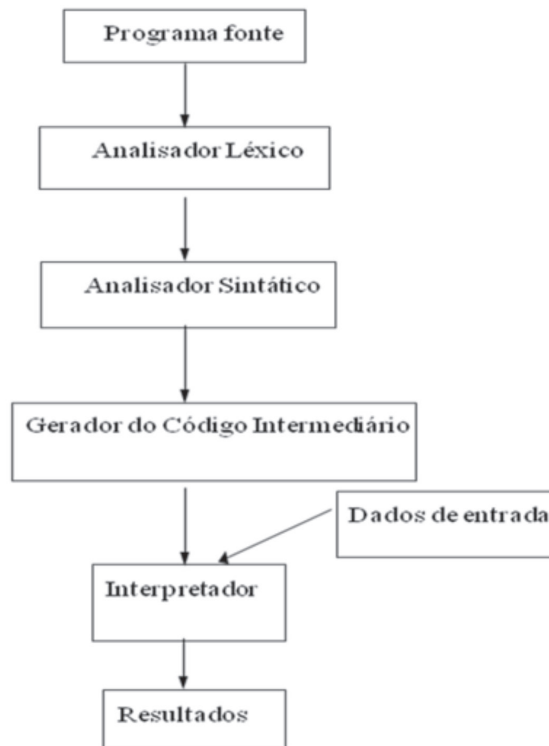 Programa fonte
Analisador Léxico
Analisador Sintático
Gerador do Código Intermediário
Dados de entrada
Interpretador
Resultados